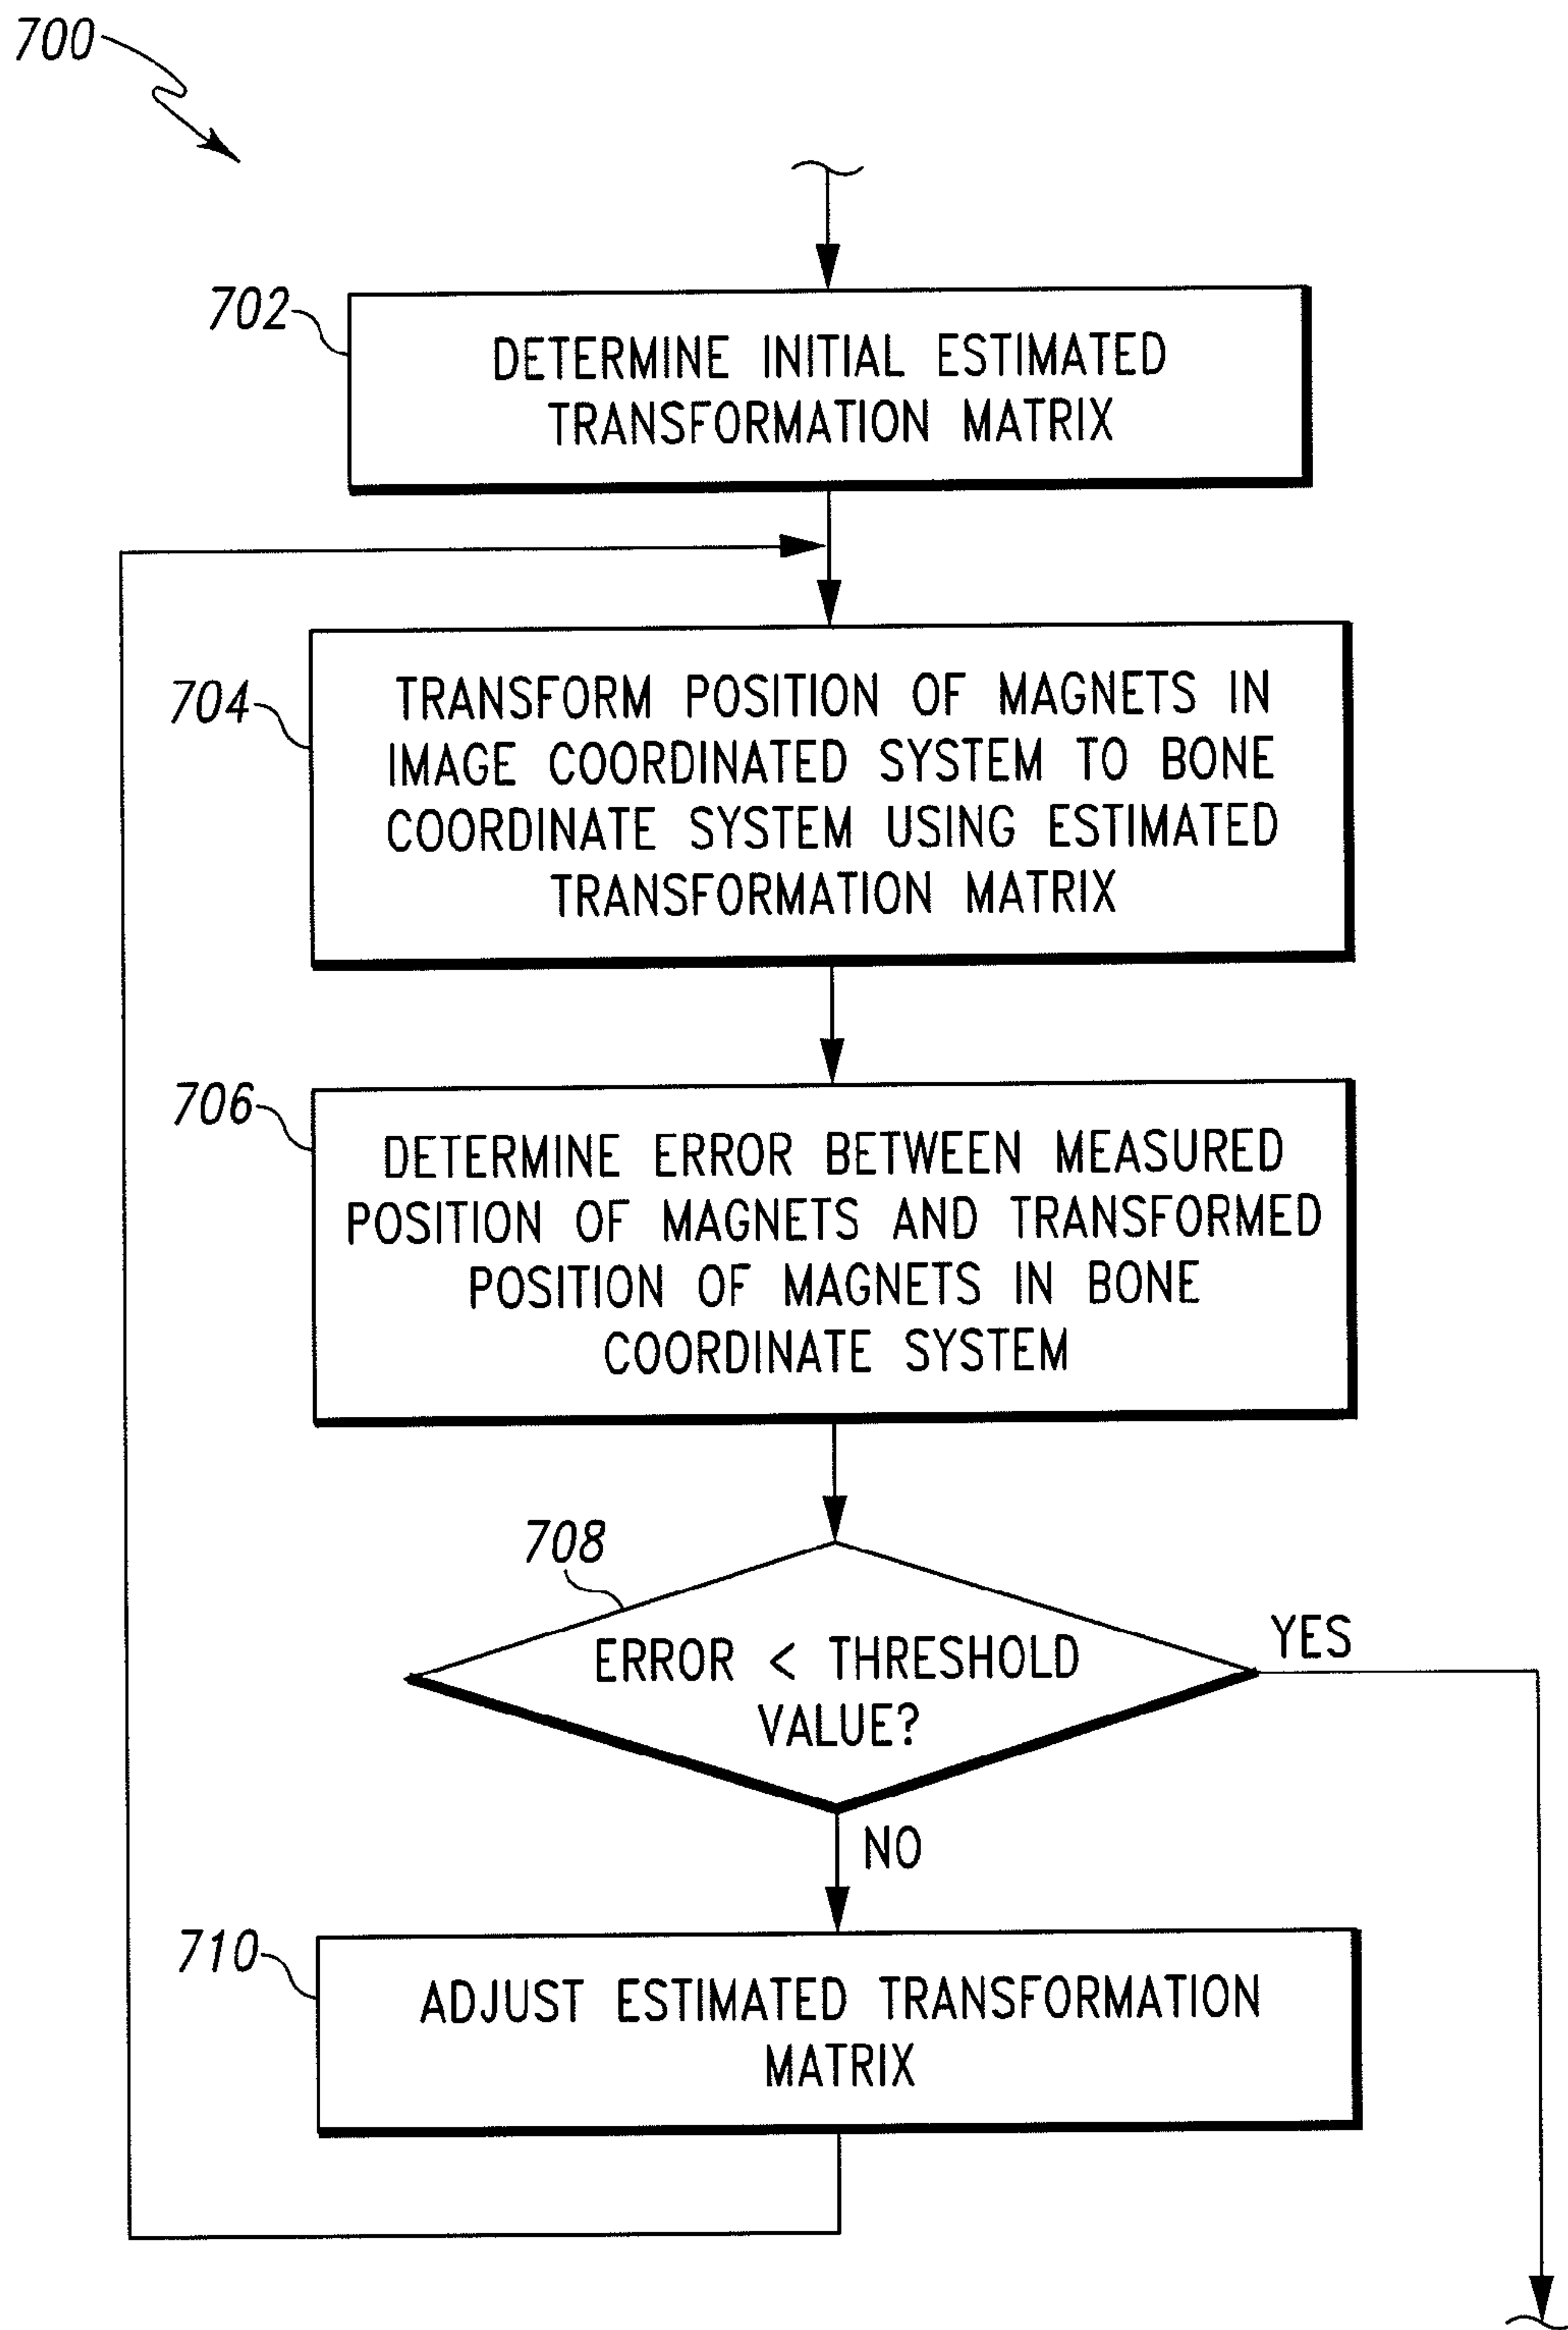 700
702
DETERMINE INITIAL ESTIMATED
TRANSFORMATION MATRIX
704
TRANSFORM POSITION OF MAGNETS IN
IMAGE COORDINATED SYSTEM TO BONE
COORDINATE SYSTEM USING ESTIMATED
TRANSFORMATION MATRIX
706
DETERMINE ERROR BETWEEN MEASURED
POSITION OF MAGNETS AND TRANSFORMED
POSITION OF MAGNETS IN BONE
COORDINATE SYSTEM
708
ERROR < THRESHOLD
VALUE?
YES
NO
710
ADJUST ESTIMATED TRANSFORMATION
MATRIX